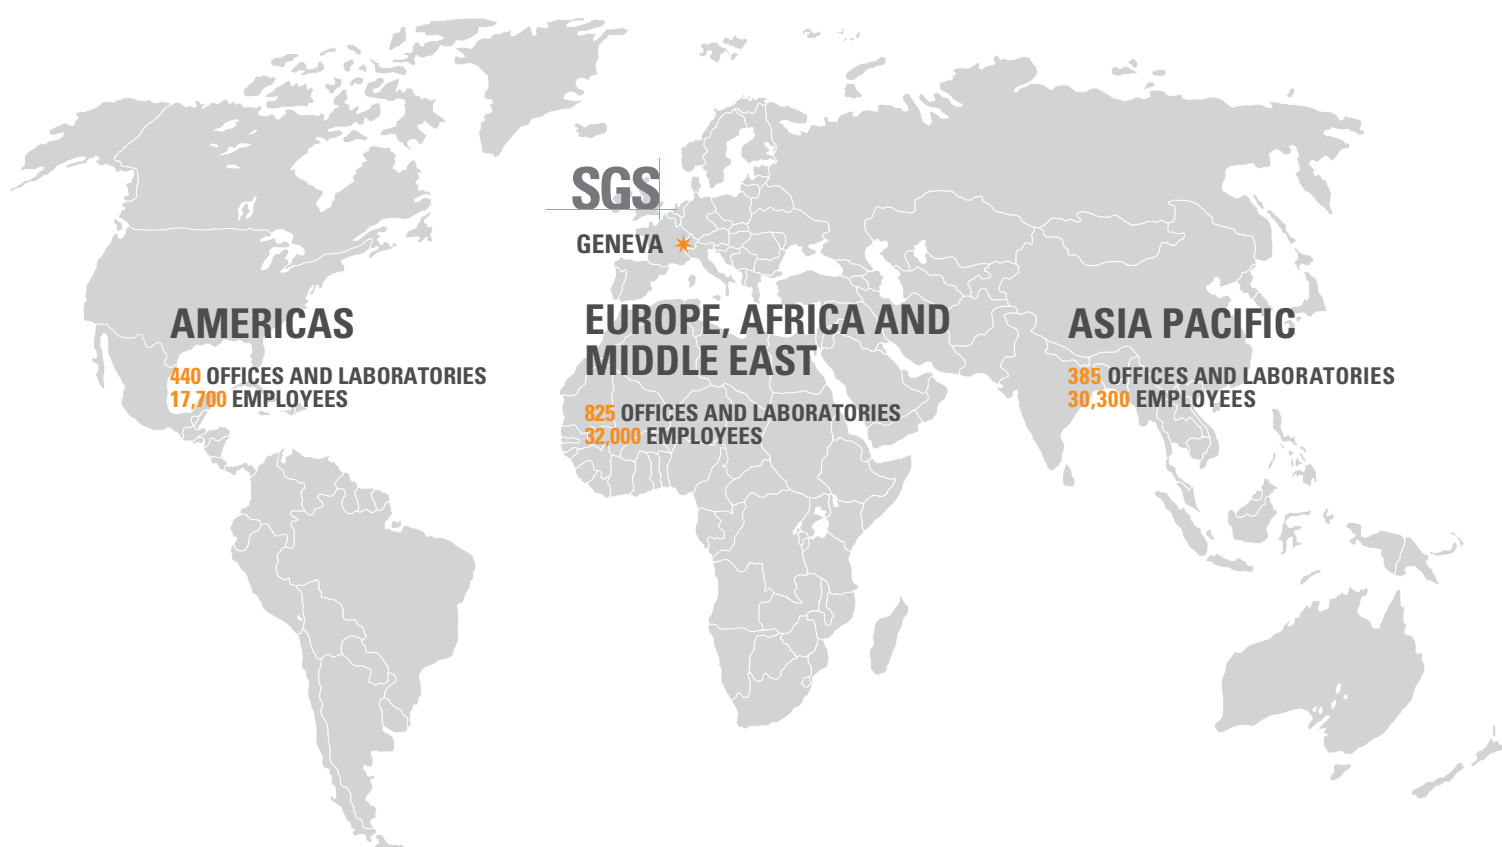 SGS
GENEVA
AMERICAS
440 OFFICES AND LABORATORIES
17,700 EMPLOYEES
EUROPE, AFRICA AND
MIDDLE EAST
825 OFFICES AND LABORATORIES
32,000 EMPLOYEES
ASIA PACIFIC
385 OFFICES AND LABORATORIES
30,300 EMPLOYEES